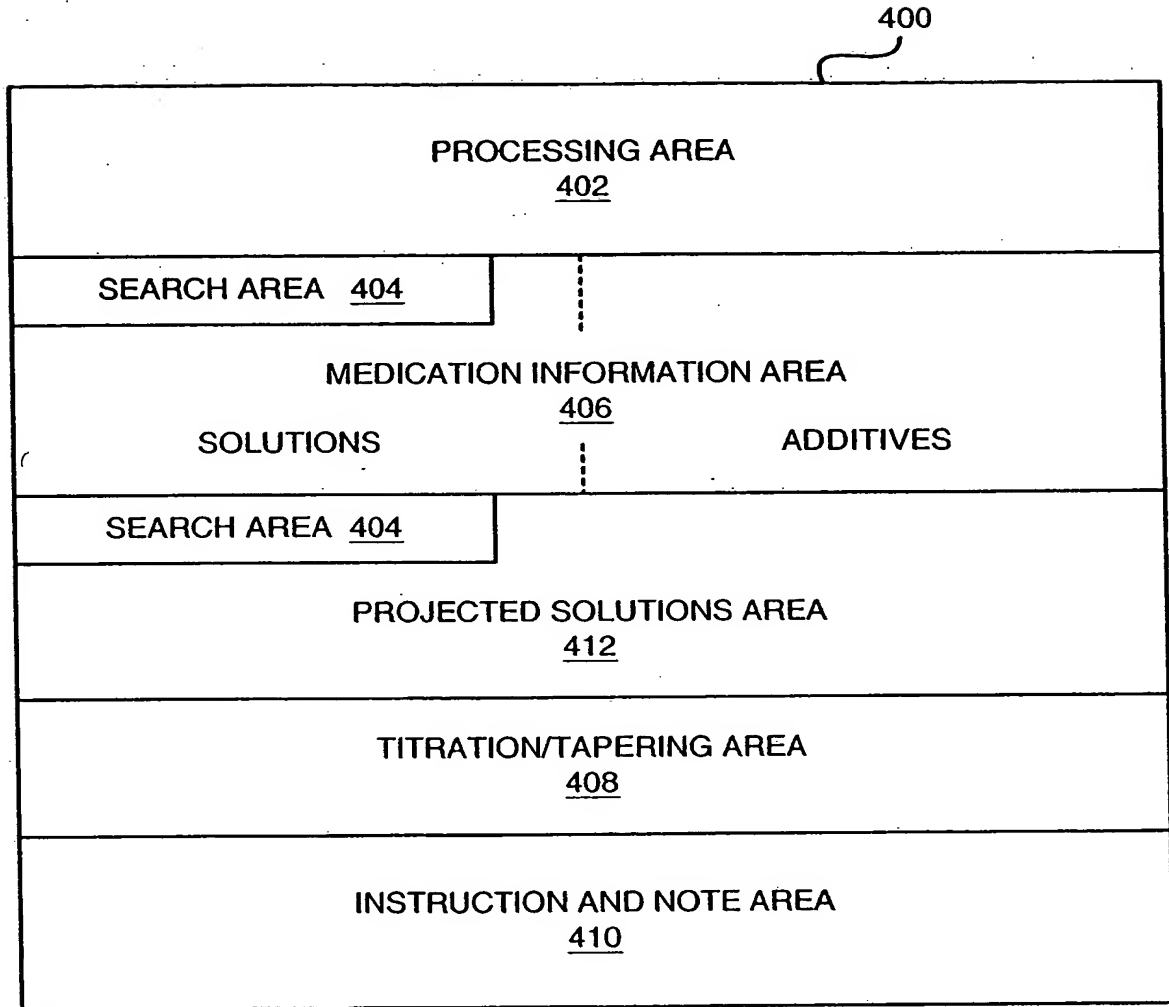 400
PROCESSING AREA
402
SEARCH AREA 404
MEDICATION INFORMATION AREA
406
SOLUTIONS ADDITIVES
SEARCH AREA 404
PROJECTED SOLUTIONS AREA
412
TITRATION/TAPERING AREA
408
INSTRUCTION AND NOTE AREA
410